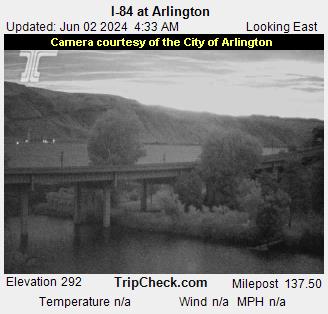 I-84 at Arlington
Updated: Jun 02 2024 4:33 AM Looking East
Camera courtesy of the City of Arlington
Elevation 292 TripCheck.com Milepost 137.50
Temperature n/a Wind n/a MPH n/a